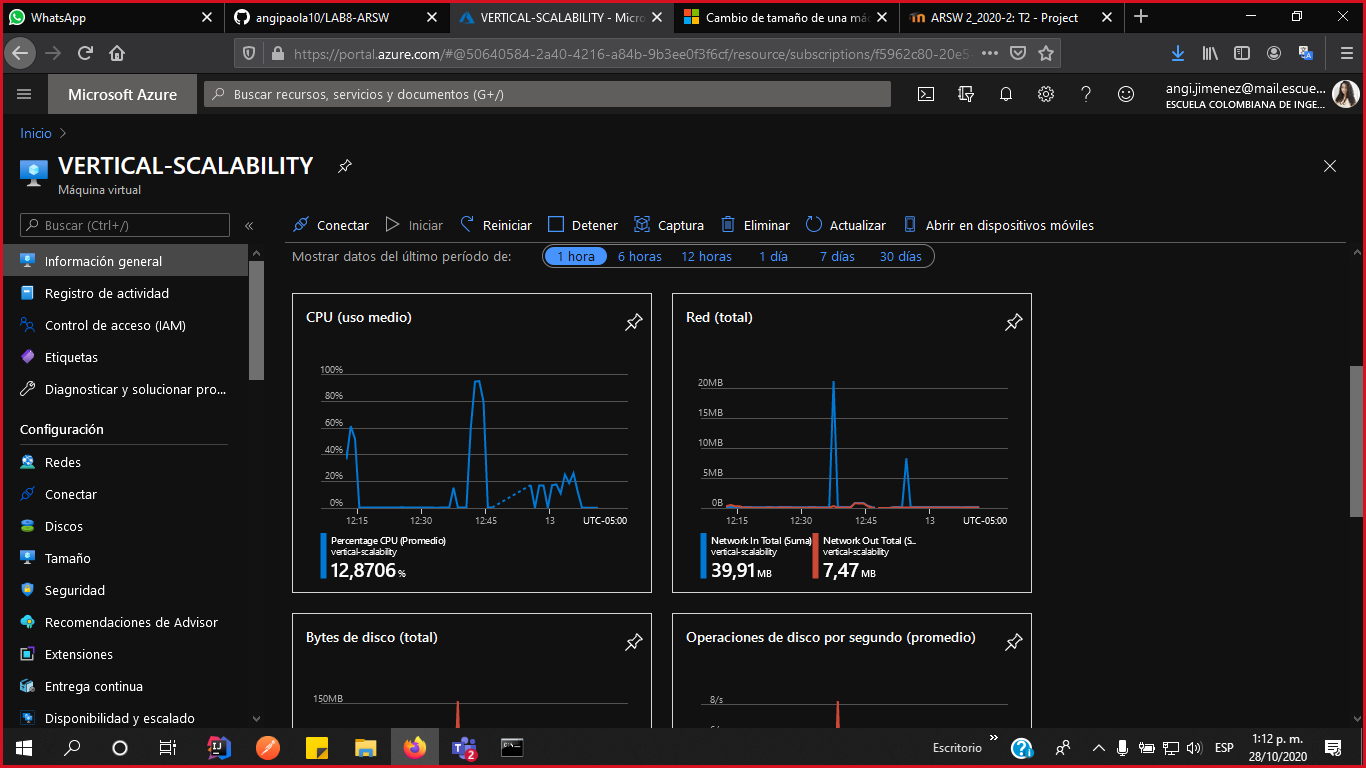 WhatsApp
angipaola10/LAB8-ARSW
VERTICAL-SCALABILITY - Micro
Cambio de tamaño de una má
ARSW 2_2020-2: T2 - Project
https://portal.azure.com/#@50640584-2a40-4216-a84b-9b3ee0f3f6cf/resource/subscriptions/f5962c80-20e5
Microsoft Azure
Buscar recursos, servicios y documentos (G+/)
angi.jimenez@mail.escue...
ESCUELA COLOMBIANA DE INGE...
Inicio
VERTICAL-SCALABILITY
Máquina virtual
Buscar (Ctrl+/)
Conectar
Iniciar
Reiniciar
Detener
Captura
Eliminar
Actualizar
Abrir en dispositivos móviles
Mostrar datos del último período de:
1 hora
6 horas
12 horas
1 día
7 días
30 días
Información general
Registro de actividad
Control de acceso (IAM)
Etiquetas
Diagnosticar y solucionar pro...
Configuración
Redes
Conectar
Discos
Tamaño
Seguridad
Recomendaciones de Advisor
Extensiones
Entrega continua
Disponibilidad y escalado
CPU (uso medio)
100%
80%
60%
40%
20%
0%
12:15
12:30
12:45
13
UTC-05:00
Percentage CPU (Promedio)
vertical-scalability
12,8706 %
Red (total)
20MB
15MB
10MB
5MB
0B
12:15
12:30
12:45
13
UTC-05:00
Network In Total (Suma)
vertical-scalability
39,91 MB
Network Out Total (S...
vertical-scalability
7,47 MB
Bytes de disco (total)
150MB
Operaciones de disco por segundo (promedio)
8/s
Escritorio
ESP
1:12 p. m.
28/10/2020